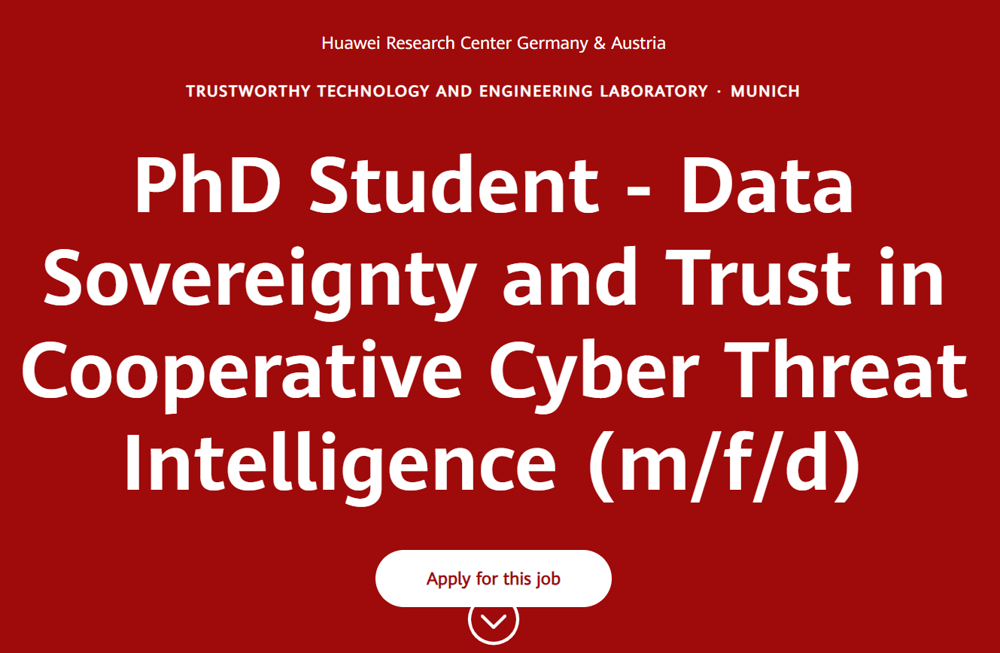 Huawei Research Center Germany & Austria
TRUSTWORTHY TECHNOLOGY AND ENGINEERING LABORATORY · MUNICH
PhD Student - Data
Sovereignty and Trust in
Cooperative Cyber Threat
Intelligence (m/f/d)
Apply for this job